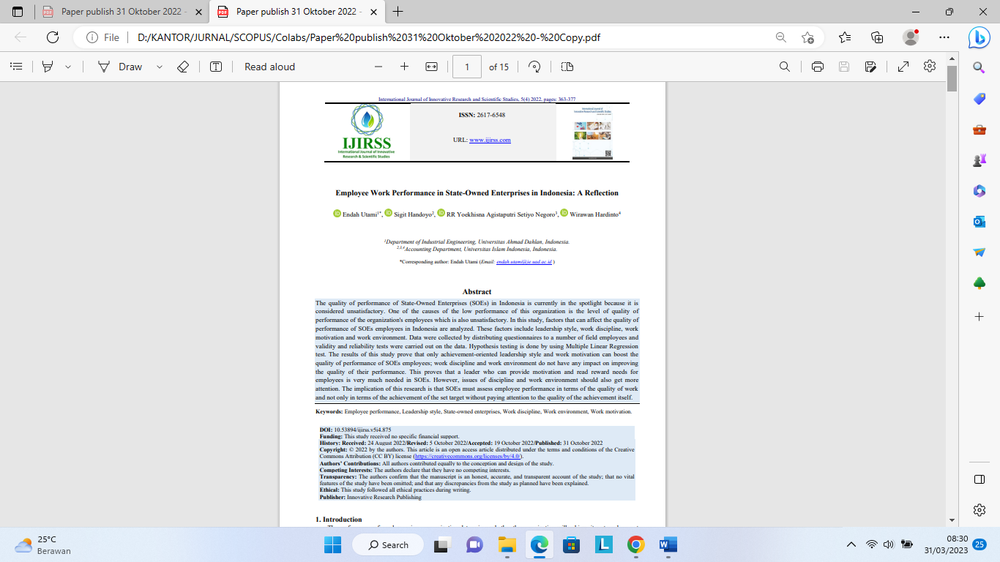 Paper publish 31 Oktober 2022 -
Paper publish 31 Oktober 2022 -
File
D:/KANTOR/JURNAL/SCOPUS/Colabs/Paper%20publish%2031%20Oktober%202022%20-%20Copy.pdf
Draw
Read aloud
1
of 15
International Journal of Innovative Research and Scientific Studies, 5(4) 2022, pages: 363-377
ISSN: 2617-6548
URL: www.ijirss.com
IJIRSS
International Journal of Innovative
Research & Scientific Studies
Employee Work Performance in State-Owned Enterprises in Indonesia: A Reflection
Endah Utami1*, Sigit Handoyo2, RR Yoekhisna Agistaputri Setiyo Negoro3, Wirawan Hardinto4
1Department of Industrial Engineering, Universitas Ahmad Dahlan, Indonesia.
2,3,4Accounting Department, Universitas Islam Indonesia, Indonesia.
*Corresponding author: Endah Utami (Email: endah.utami@ie.uad.ac.id )
Abstract
The quality of performance of State-Owned Enterprises (SOEs) in Indonesia is currently in the spotlight because it is
considered unsatisfactory. One of the causes of the low performance of this organization is the level of quality of
performance of the organization's employees which is also unsatisfactory. In this study, factors that can affect the quality of
performance of SOEs employees in Indonesia are analyzed. These factors include leadership style, work discipline, work
motivation and work environment. Data were collected by distributing questionnaires to a number of field employees and
validity and reliability tests were carried out on the data. Hypothesis testing is done by using Multiple Linear Regression
test. The results of this study prove that only achievement-oriented leadership style and work motivation can boost the
quality of performance of SOEs employees; work discipline and work environment do not have any impact on improving
the quality of their performance. This proves that a leader who can provide motivation and read reward needs for
employees is very much needed in SOEs. However, issues of discipline and work environment should also get more
attention. The implication of this research is that SOEs must assess employee performance in terms of the quality of work
and not only in terms of the achievement of the set target without paying attention to the quality of the achievement itself.
Keywords: Employee performance, Leadership style, State-owned enterprises, Work discipline, Work environment, Work motivation.
DOI: 10.53894/ijirss.v5i4.875
Funding: This study received no specific financial support.
History: Received: 24 August 2022/Revised: 5 October 2022/Accepted: 19 October 2022/Published: 31 October 2022
Copyright: © 2022 by the authors. This article is an open access article distributed under the terms and conditions of the Creative
Commons Attribution (CC BY) license (https://creativecommons.org/licenses/by/4.0/).
Authors' Contributions: All authors contributed equally to the conception and design of the study.
Competing Interests: The authors declare that they have no competing interests.
Transparency: The authors confirm that the manuscript is an honest, accurate, and transparent account of the study; that no vital
features of the study have been omitted; and that any discrepancies from the study as planned have been explained.
Ethical: This study followed all ethical practices during writing.
Publisher: Innovative Research Publishing
1. Introduction
25°C
Berawan
Search
08:30
31/03/2023
25